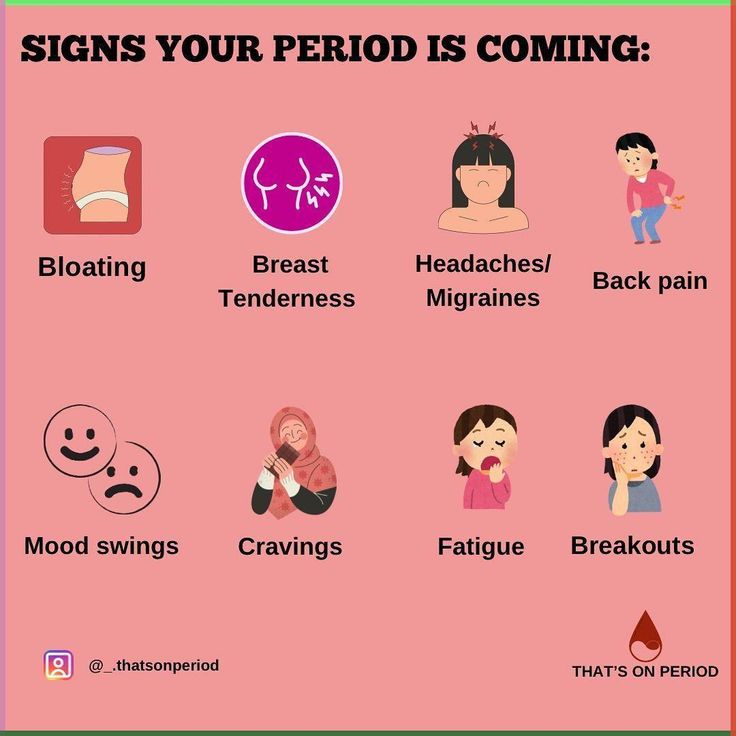 SIGNS YOUR PERIOD IS COMING:
Bloating
Breast
Tenderness
Headaches/
Migraines
Back pain
Mood swings
Cravings
Fatigue
Breakouts
@_.thatsonperiod
THAT'S ON PERIOD